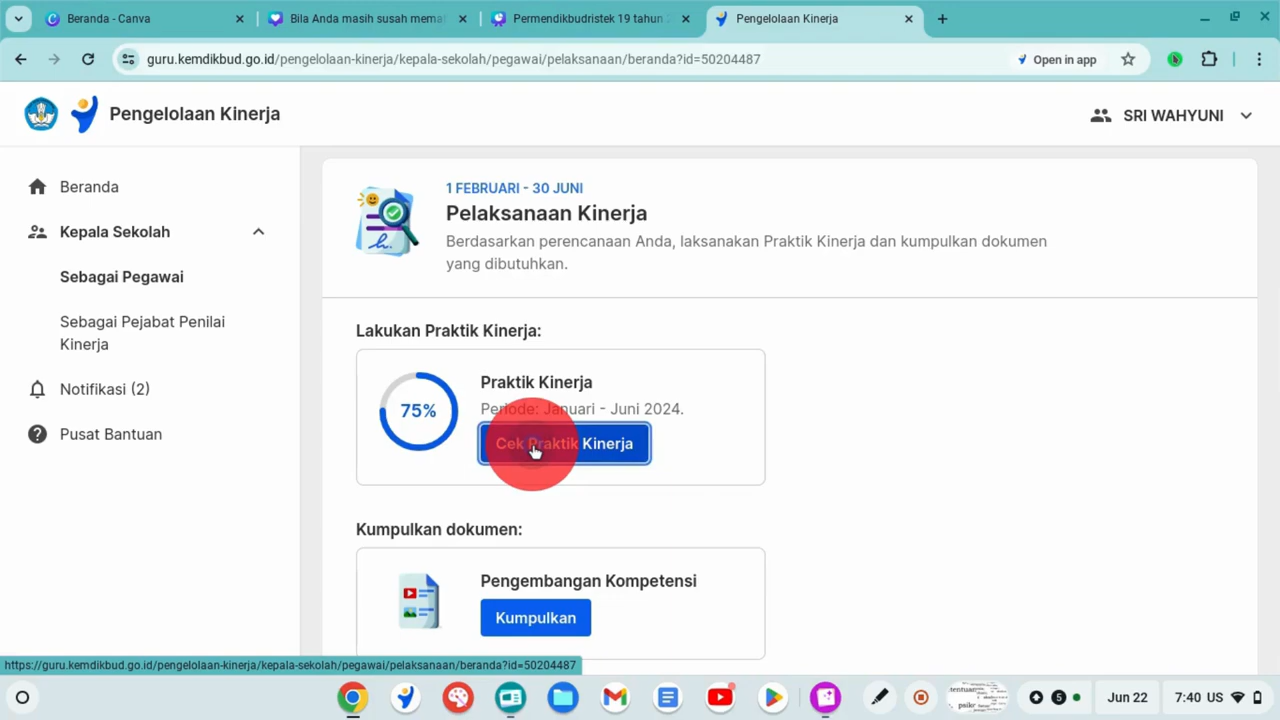 Beranda - Canva
Bila Anda masih susah mema
Permendikbudristek 19 tahun 2
Pengelolaan Kinerja
guru.kemdikbud.go.id/pengelolaan-kinerja/kepala-sekolah/pegawai/pelaksanaan/beranda?id=50204487
Open in app
Pengelolaan Kinerja
SRI WAHYUNI
Beranda
Kepala Sekolah
Sebagai Pegawai
Sebagai Pejabat Penilai
Kinerja
Notifikasi (2)
Pusat Bantuan
1 FEBRUARI - 30 JUNI
Pelaksanaan Kinerja
Berdasarkan perencanaan Anda, laksanakan Praktik Kinerja dan kumpulkan dokumen
yang dibutuhkan.
Lakukan Praktik Kinerja:
75%
Praktik Kinerja
Periode: Januari - Juni 2024.
Cek Praktik Kinerja
Kumpulkan dokumen:
Pengembangan Kompetensi
Kumpulkan
https://guru.kemdikbud.go.id/pengelolaan-kinerja/kepala-sekolah/pegawai/pelaksanaan/beranda?id=50204487
5
Jun 22
7:40 US